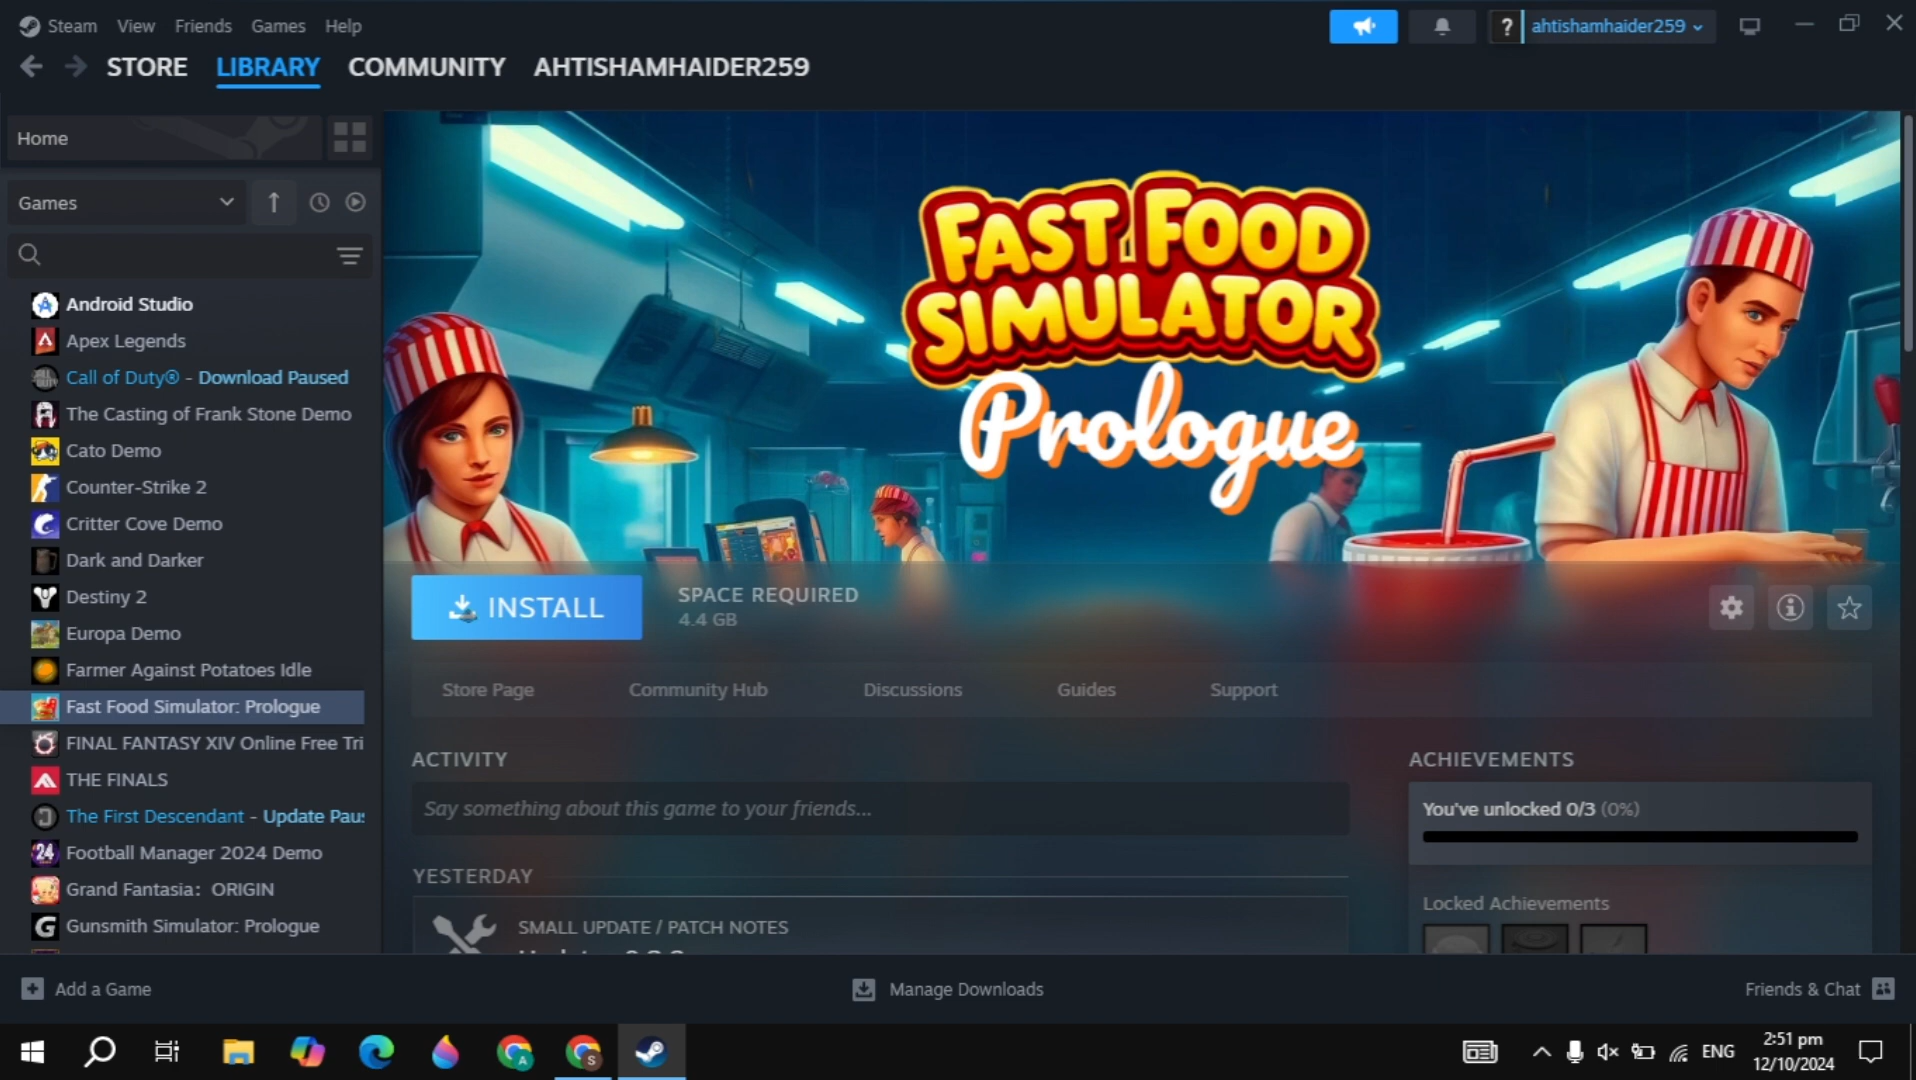 Steam View Friends Games Help
? ahtishamhaider259
STORE LIBRARY COMMUNITY AHTISHAMHAIDER259
Home
Games
Android Studio
Apex Legends
Call of Duty® - Download Paused
The Casting of Frank Stone Demo
Cato Demo
Counter-Strike 2
Critter Cove Demo
Dark and Darker
Destiny 2
Europa Demo
Farmer Against Potatoes Idle
Fast Food Simulator: Prologue
FINAL FANTASY XIV Online Free Tri
THE FINALS
The First Descendant - Update Paus
24 Football Manager 2024 Demo
Grand Fantasia: ORIGIN
G Gunsmith Simulator: Prologue
FAST FOOD
SIMULATOR
Prologue
INSTALL
SPACE REQUIRED
4.4 GB
Store Page Community Hub Discussions Guides Support
ACTIVITY
Say something about this game to your friends...
YESTERDAY
SMALL UPDATE / PATCH NOTES
ACHIEVEMENTS
You've unlocked 0/3 (0%)
Locked Achievements
Add a Game Manage Downloads Friends & Chat
A S ENG
2:51 pm
12/10/2024